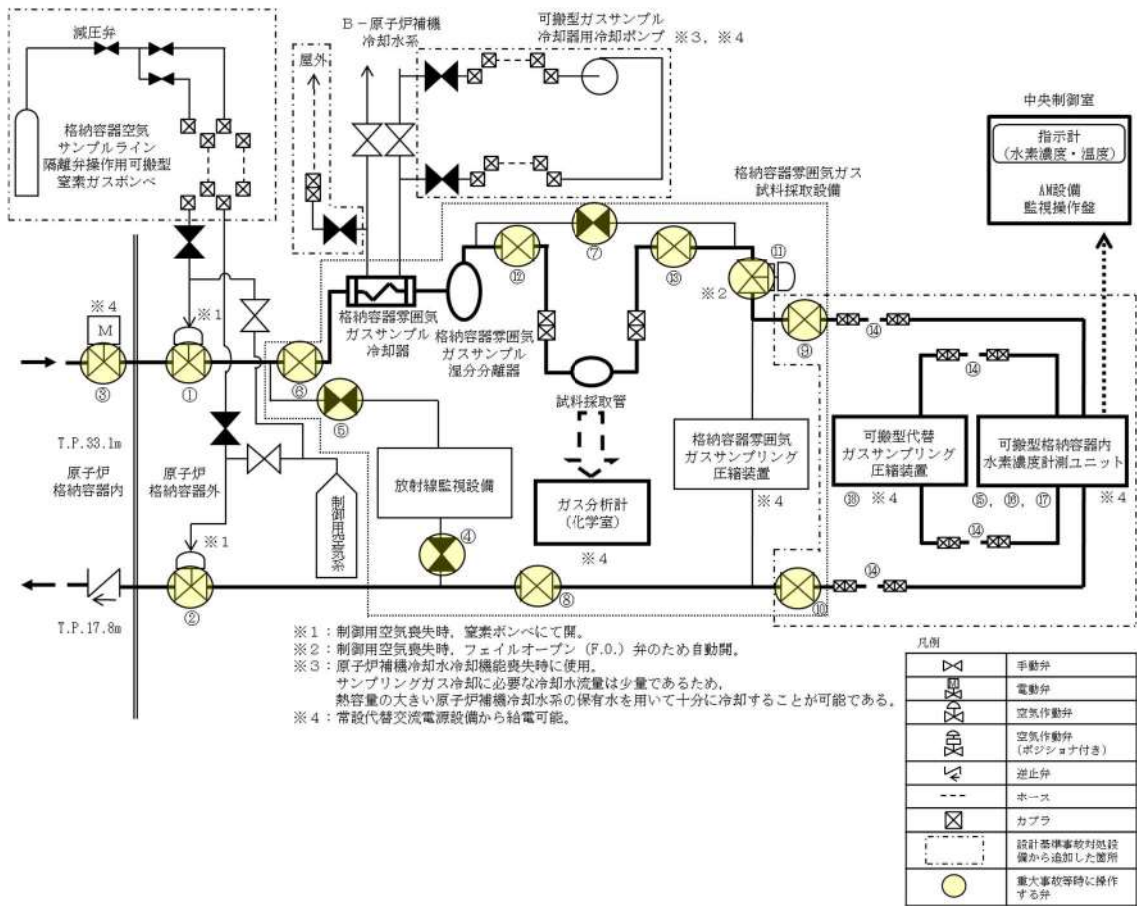 減圧弁
格納容器空気
サンプルライン
隔離弁操作用可搬型
窒素ガスボンベ
屋外
B－原子炉補機
冷却水系
可搬型ガスサンプル
冷却器用冷却ポンプ ※３，※４
中央制御室
指示計
（水素濃度・温度）
AM設備
監視操作盤
格納容器雰囲気ガス
試料採取設備
⑦
⑫
⑬
⑪
※２
※４
M
※１
③
①
⑥
⑤
格納容器雰囲気
ガスサンプル
冷却器
格納容器雰囲気
ガスサンプル
湿分分離器
試料採取管
⑨
⑭
⑭
T.P.33.1m
原子炉
格納容器内
原子炉
格納容器外
制御用空気系
放射線監視設備
ガス分析計
（化学室）
※４
格納容器雰囲気
ガスサンプリング
圧縮装置
※４
可搬型代替
ガスサンプリング
圧縮装置
⑱ ※４
可搬型格納容器内
水素濃度計測ユニット
⑮，⑯，⑰ ※４
⑭
⑭
※１
②
④
⑧
⑩
T.P.17.8m
※１：制御用空気喪失時，窒素ボンベにて開。
※２：制御用空気喪失時，フェイルオープン（F.O.）弁のため自動開。
※３：原子炉補機冷却水冷却機能喪失時に使用。
サンプリングガス冷却に必要な冷却水流量は少量であるため，
熱容量の大きい原子炉補機冷却水系の保有水を用いて十分に冷却することが可能である。
※４：常設代替交流電源設備から給電可能。
凡例
手動弁
M
電動弁
空気作動弁
空気作動弁
(ポジショナ付き)
逆止弁
ホース
カプラ
設計基準事故対処設
備から追加した箇所
重大事故等時に操作
する弁